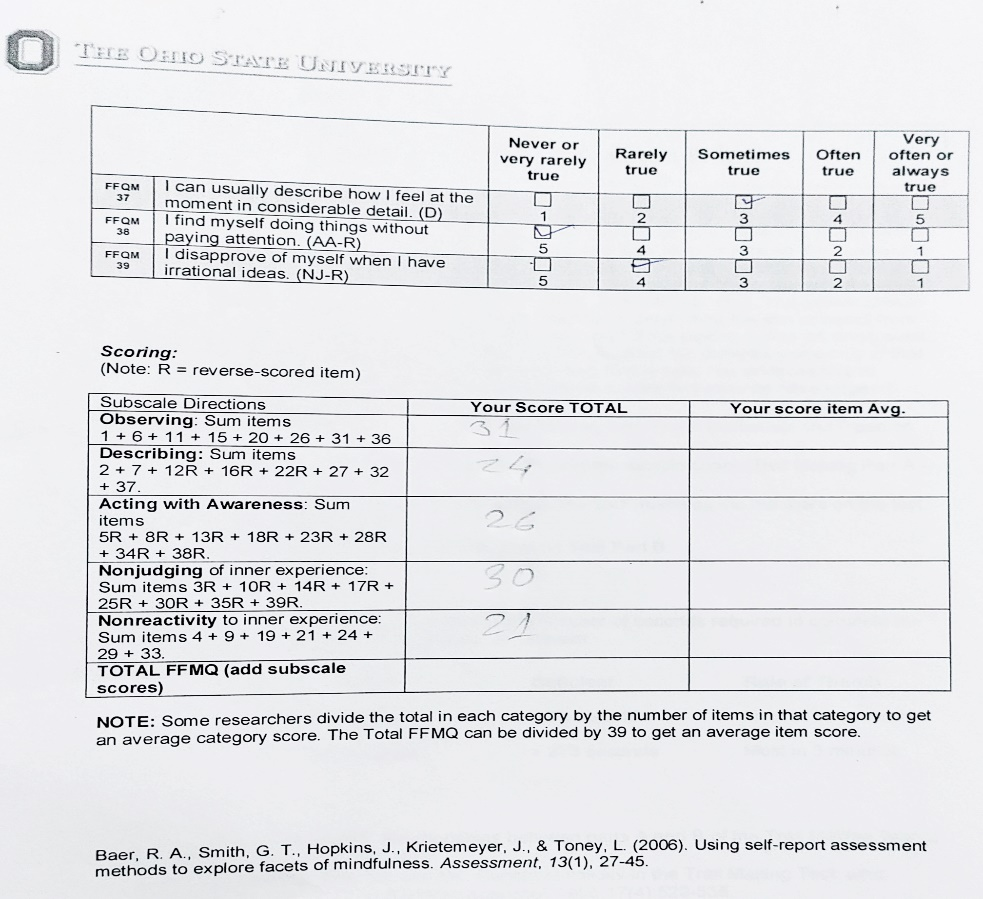 THE OHIO STATE UNIVERSITY
Never or very rarely true
Rarely true
Sometimes true
Often true
Very often or always true
FFQM 37
I can usually describe how I feel at the
moment in considerable detail. (D)
1 2 3 4 5
FFQM 38
I find myself doing things without
paying attention. (AA-R)
5 4 3 2 1
FFQM 39
I disapprove of myself when I have
irrational ideas. (NJ-R)
5 4 3 2 1
Scoring:
(Note: R = reverse-scored item)
Subscale Directions Your Score TOTAL Your score item Avg.
Observing: Sum items
1 + 6 + 11 + 15 + 20 + 26 + 31 + 36
31
Describing: Sum items
2 + 7 + 12R + 16R + 22R + 27 + 32
+ 37.
24
Acting with Awareness: Sum
items
5R + 8R + 13R + 18R + 23R + 28R
+ 34R + 38R.
26
Nonjudging of inner experience:
Sum items 3R + 10R + 14R + 17R +
25R + 30R + 35R + 39R.
30
Nonreactivity to inner experience:
Sum items 4 + 9 + 19 + 21 + 24 +
29 + 33.
21
TOTAL FFMQ (add subscale
scores)
NOTE: Some researchers divide the total in each category by the number of items in that category to get
an average category score. The Total FFMQ can be divided by 39 to get an average item score.
Baer, R. A., Smith, G. T., Hopkins, J., Krietemeyer, J., & Toney, L. (2006). Using self-report assessment
methods to explore facets of mindfulness. Assessment, 13(1), 27-45.